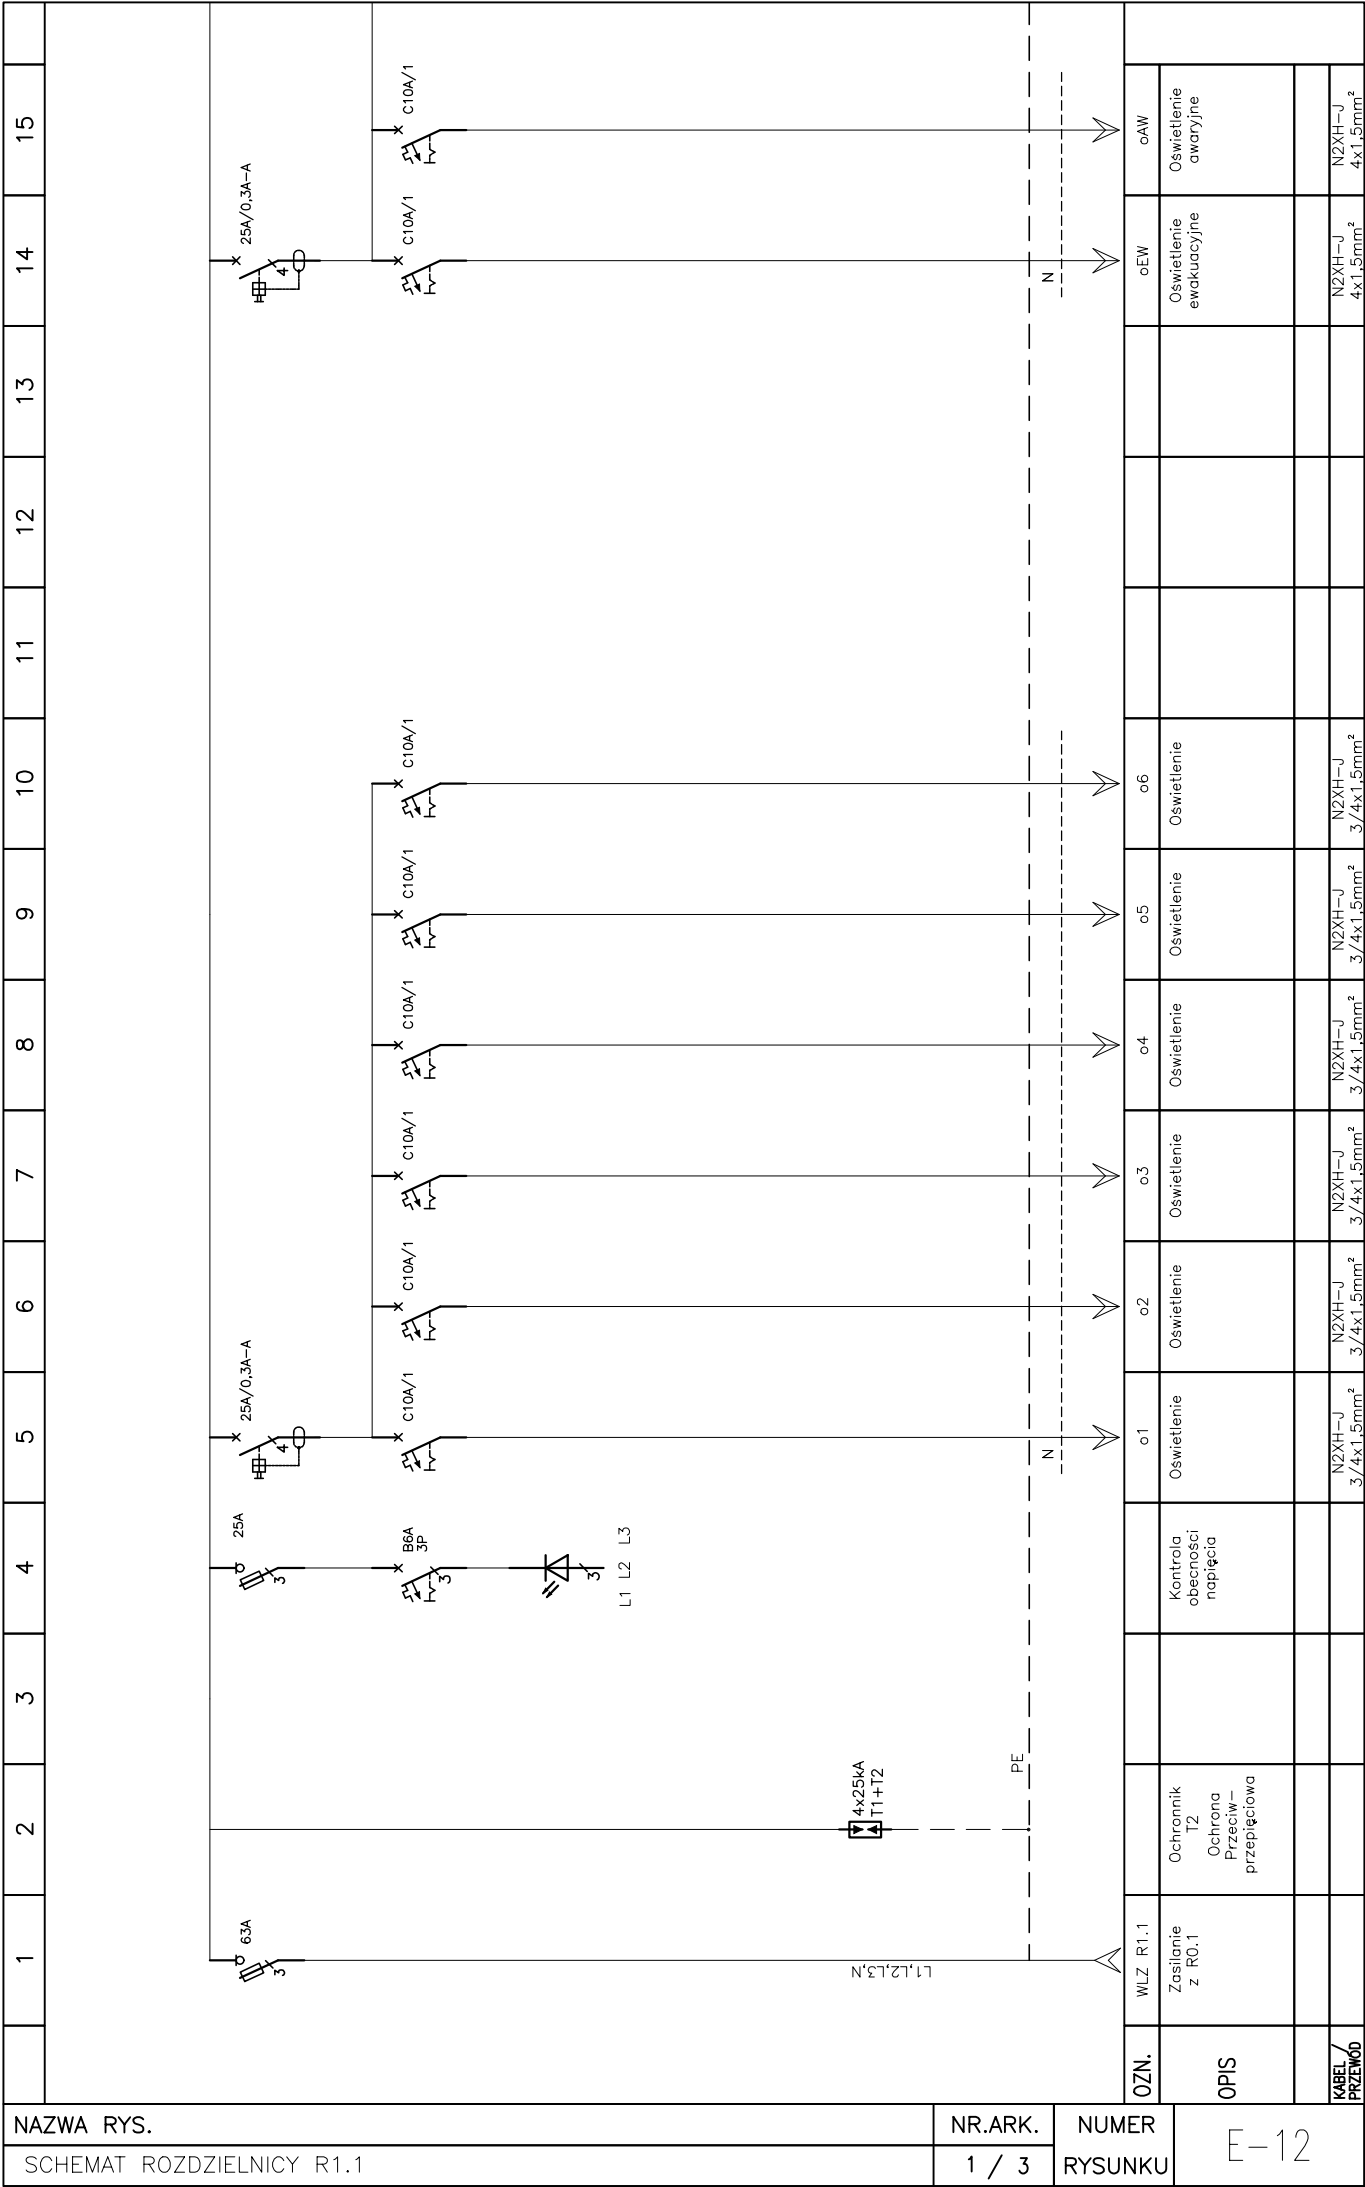 1
2
3
4
5
6
7
8
9
10
11
12
13
14
15
63A
3
L1,L2,L3,N
4x25kA
T1+T2
PE
25A
3
B6A
3P
3
3
L1 L2 L3
25A/0,3A-A
4
C10A/1
C10A/1
C10A/1
C10A/1
C10A/1
C10A/1
N
25A/0,3A-A
4
C10A/1
C10A/1
N
OZN.
WLZ R1.1
o1
o2
o3
o4
o5
o6
oEW
oAW
OPIS
Zasilanie
z R0.1
Ochronnik
T2
Ochrona
Przeciw-
przepięciowa
Kontrola
obecności
napięcia
Oświetlenie
Oświetlenie
Oświetlenie
Oświetlenie
Oświetlenie
Oświetlenie
Oświetlenie
ewakuacyjne
Oświetlenie
awaryjne
KABEL/
PRZEWÓD
N2XH-J
3/4x1,5mm²
N2XH-J
3/4x1,5mm²
N2XH-J
3/4x1,5mm²
N2XH-J
3/4x1,5mm²
N2XH-J
3/4x1,5mm²
N2XH-J
3/4x1,5mm²
N2XH-J
4x1,5mm²
N2XH-J
4x1,5mm²
NAZWA RYS.
SCHEMAT ROZDZIELNICY R1.1
NR.ARK.
1 / 3
NUMER
RYSUNKU
E-12